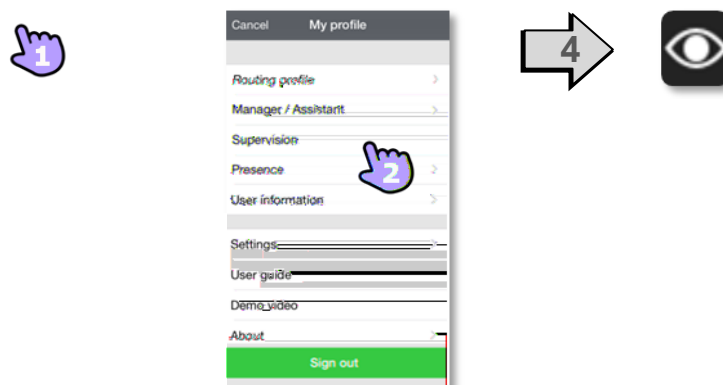 1
Cancel My profile
4
Routing profile
Manager / Assistant
Supervision
2
Presence
User information
Settings
User guide
Demo video
About
Sign out